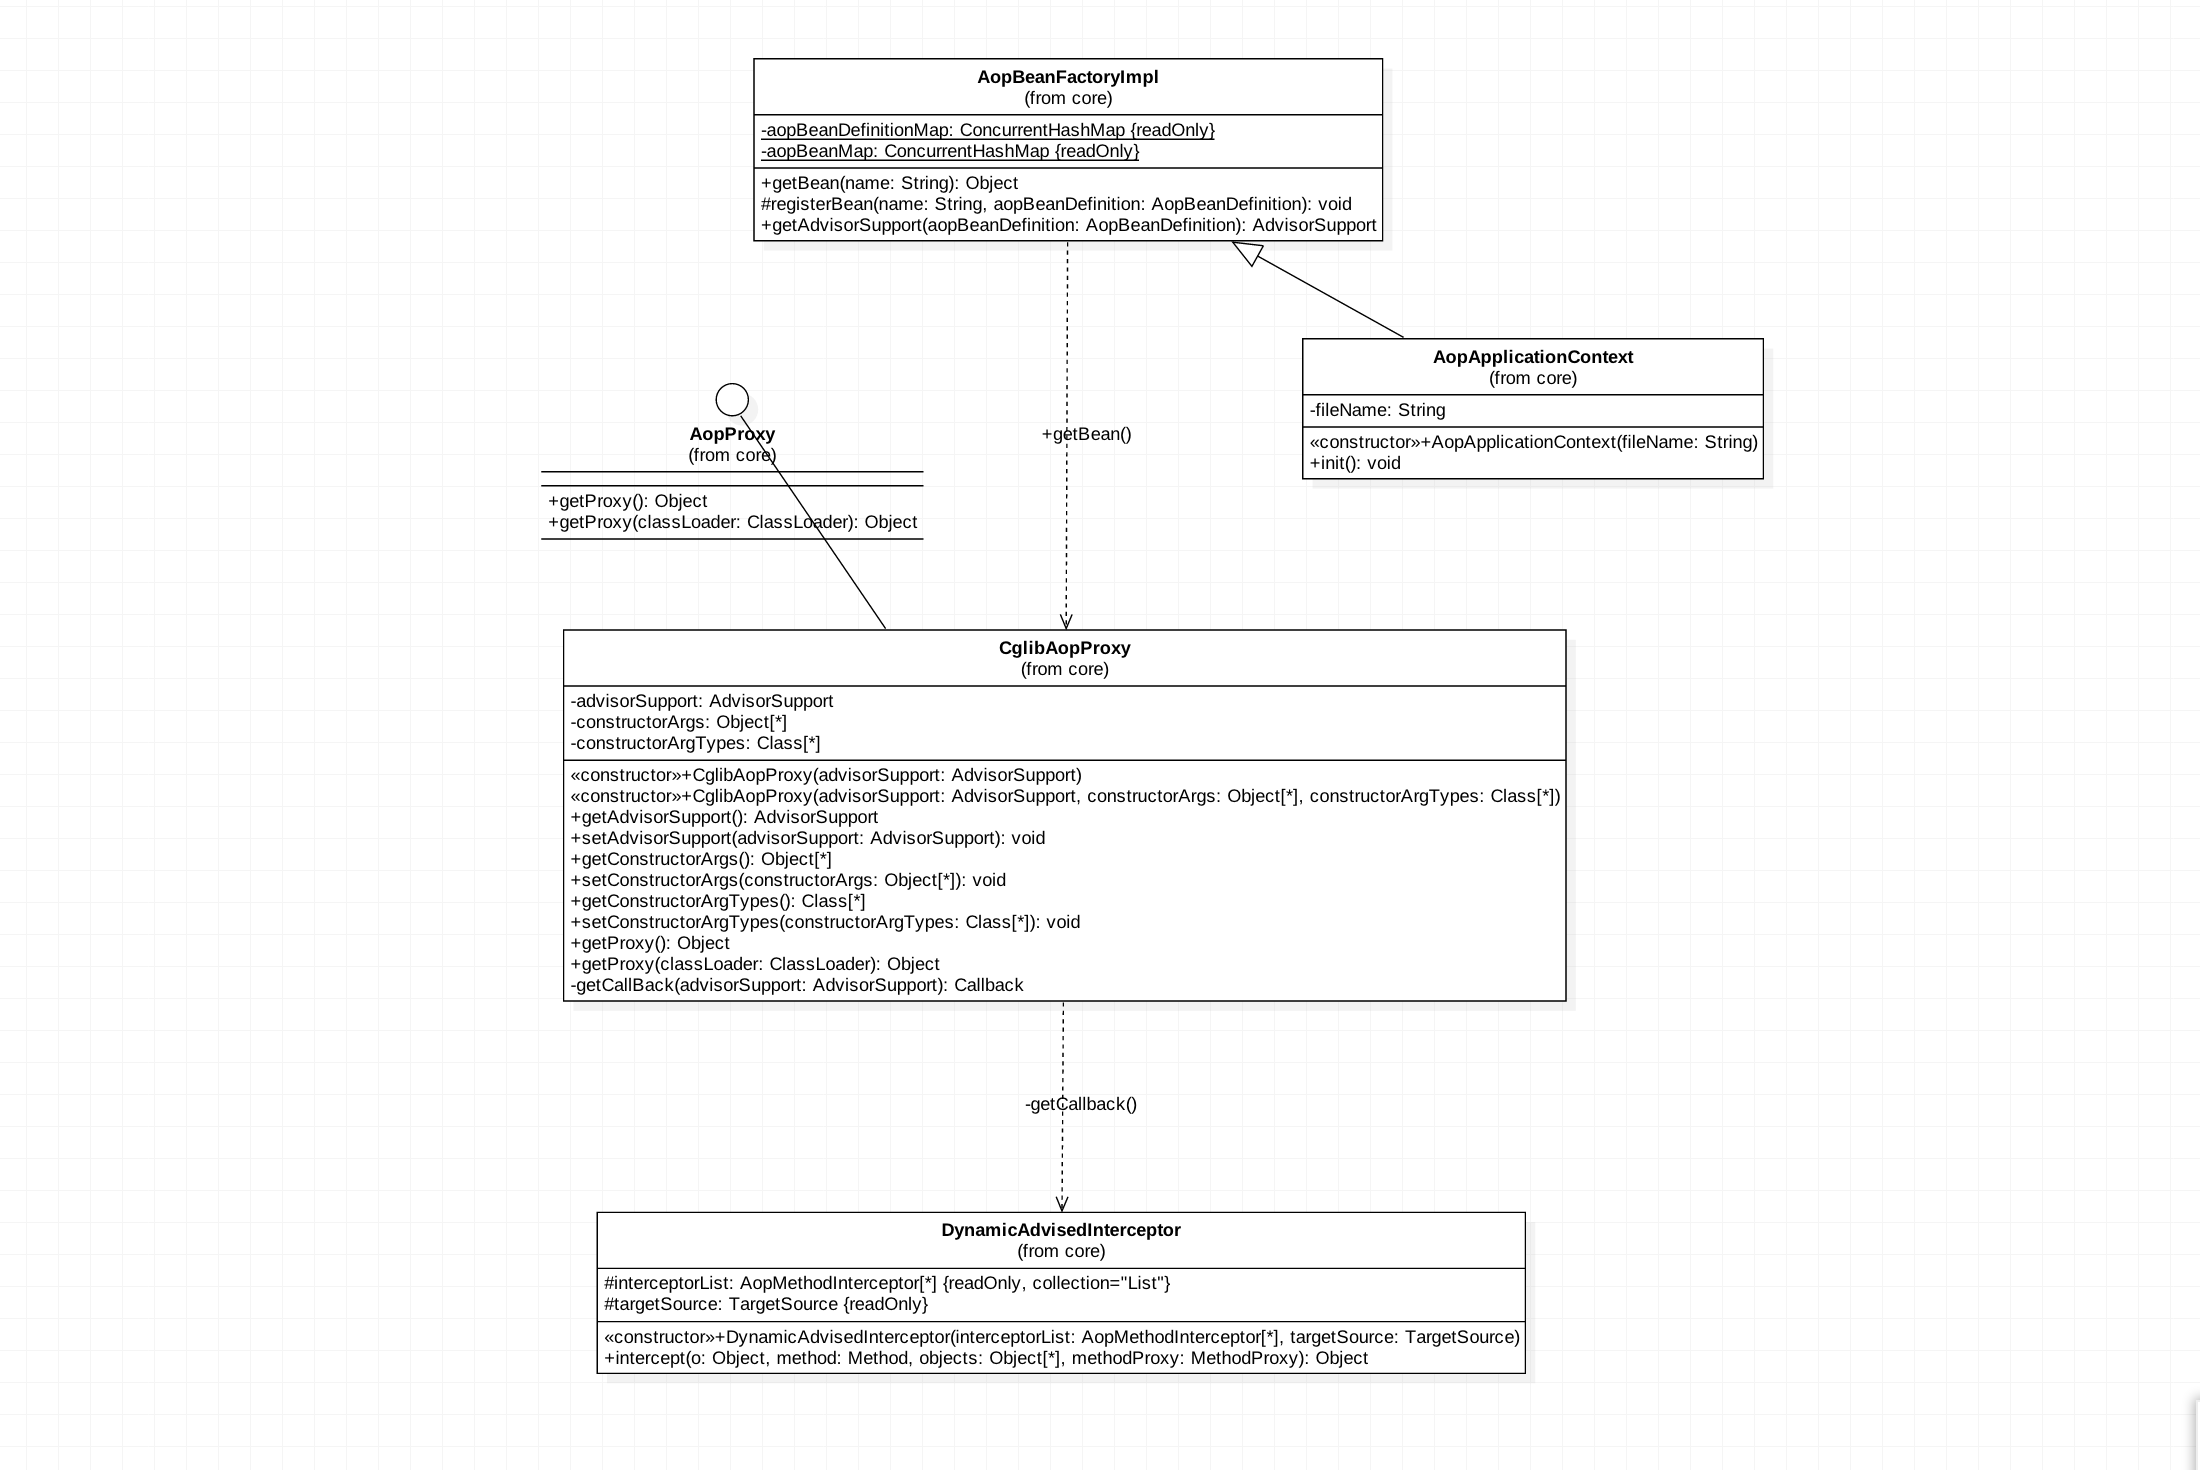 AopBeanFactoryImpl
(from core)
-aopBeanDefinitionMap: ConcurrentHashMap {readOnly}
-aopBeanMap: ConcurrentHashMap {readOnly}
+getBean(name: String): Object
#registerBean(name: String, aopBeanDefinition: AopBeanDefinition): void
+getAdvisorSupport(aopBeanDefinition: AopBeanDefinition): AdvisorSupport
AopApplicationContext
(from core)
-fileName: String
«constructor»+AopApplicationContext(fileName: String)
+init(): void
AopProxy
(from core)
+getProxy(): Object
+getProxy(classLoader: ClassLoader): Object
+getBean()
CglibAopProxy
(from core)
-advisorSupport: AdvisorSupport
-constructorArgs: Object[*]
-constructorArgTypes: Class[*]
«constructor»+CglibAopProxy(advisorSupport: AdvisorSupport)
«constructor»+CglibAopProxy(advisorSupport: AdvisorSupport, constructorArgs: Object[*], constructorArgTypes: Class[*])
+getAdvisorSupport(): AdvisorSupport
+setAdvisorSupport(advisorSupport: AdvisorSupport): void
+getConstructorArgs(): Object[*]
+setConstructorArgs(constructorArgs: Object[*]): void
+getConstructorArgTypes(): Class[*]
+setConstructorArgTypes(constructorArgTypes: Class[*]): void
+getProxy(): Object
+getProxy(classLoader: ClassLoader): Object
-getCallBack(advisorSupport: AdvisorSupport): Callback
-getCallback()
DynamicAdvisedInterceptor
(from core)
#interceptorList: AopMethodInterceptor[*] {readOnly, collection="List"}
#targetSource: TargetSource {readOnly}
«constructor»+DynamicAdvisedInterceptor(interceptorList: AopMethodInterceptor[*], targetSource: TargetSource)
+intercept(o: Object, method: Method, objects: Object[*], methodProxy: MethodProxy): Object